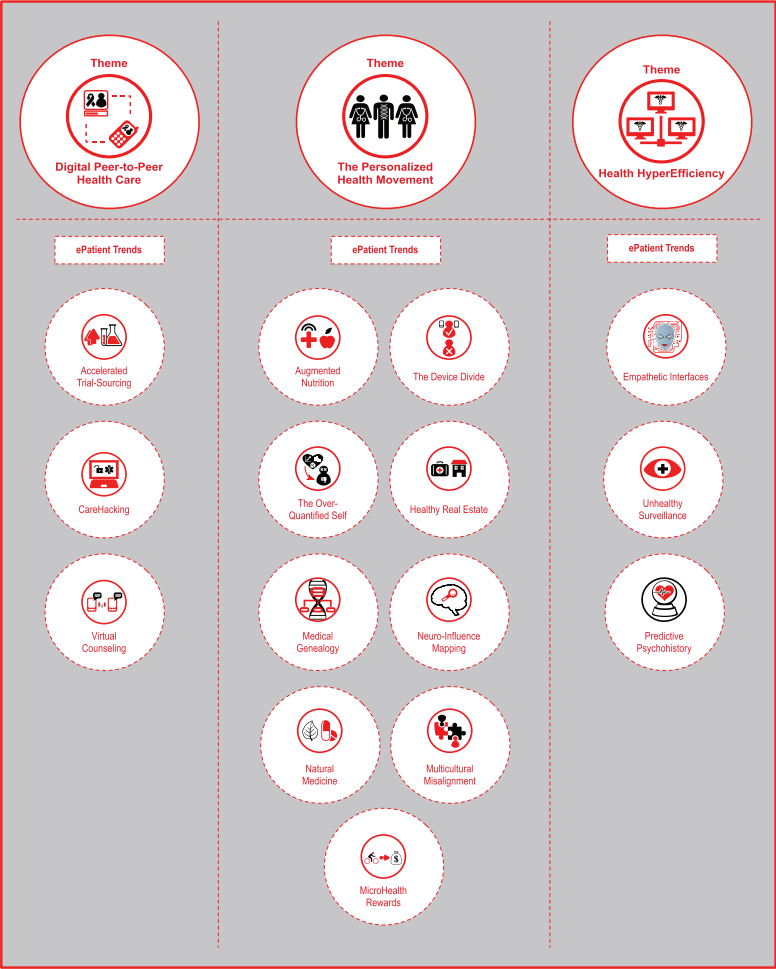 Theme
Digital Peer-to-Peer
Health Care
Theme
The Personalized
Health Movement
Theme
Health HyperEfficiency
ePatient Trends
Accelerated
Trial-Sourcing
CareHacking
Virtual
Counseling
ePatient Trends
Augmented
Nutrition
The Device Divide
The Over-
Quantified Self
Healthy Real Estate
Medical
Genealogy
Neuro-Influence
Mapping
Natural
Medicine
Multicultural
Misalignment
$
MicroHealth
Rewards
ePatient Trends
Empathetic Interfaces
Unhealthy
Surveillance
Predictive
Psychohistory